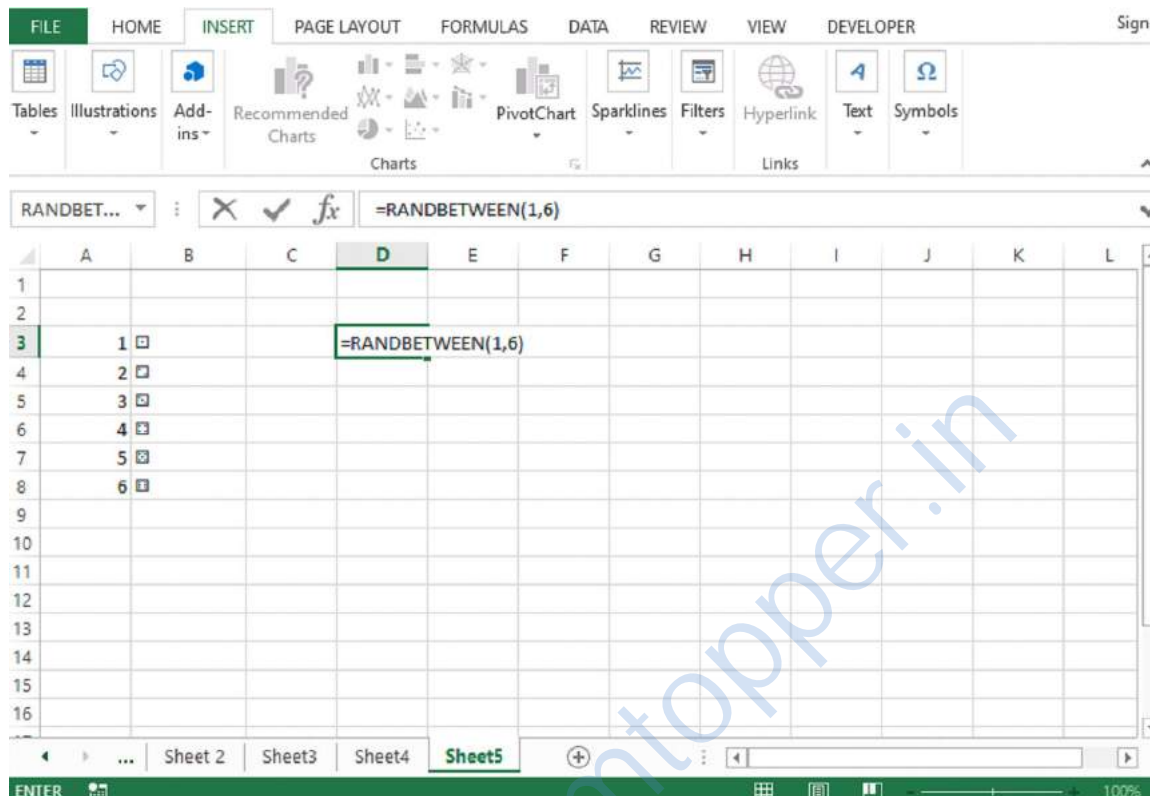 FILE HOME INSERT PAGE LAYOUT FORMULAS DATA REVIEW VIEW DEVELOPER Sign
Tables Illustrations Add-ins Recommended Charts PivotChart Sparklines Filters Hyperlink Text Symbols
Charts Links
RANDBET... fx =RANDBETWEEN(1,6)
A B C D E F G H I J K L
1
2
3 1 ⚀ =RANDBETWEEN(1,6)
4 2 ⚁
5 3 ⚂
6 4 ⚃
7 5 ⚄
8 6 ⚅
9
10
11
12
13
14
15
16
... Sheet 2 Sheet3 Sheet4 Sheet5
ENTER 100%
mtopper.in